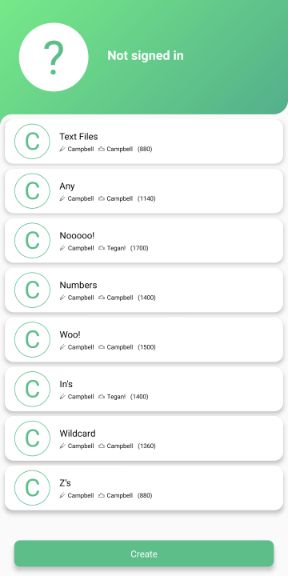 ?
Not signed in
C
Text Files
Campbell Campbell (880)
C
Any
Campbell Campbell (1140)
C
Nooooo!
Campbell Tegan! (1700)
C
Numbers
Campbell Campbell (1400)
C
Woo!
Campbell Campbell (1500)
C
In's
Campbell Tegan! (1400)
C
Wildcard
Campbell Campbell (1360)
C
Z's
Campbell Campbell (880)
Create